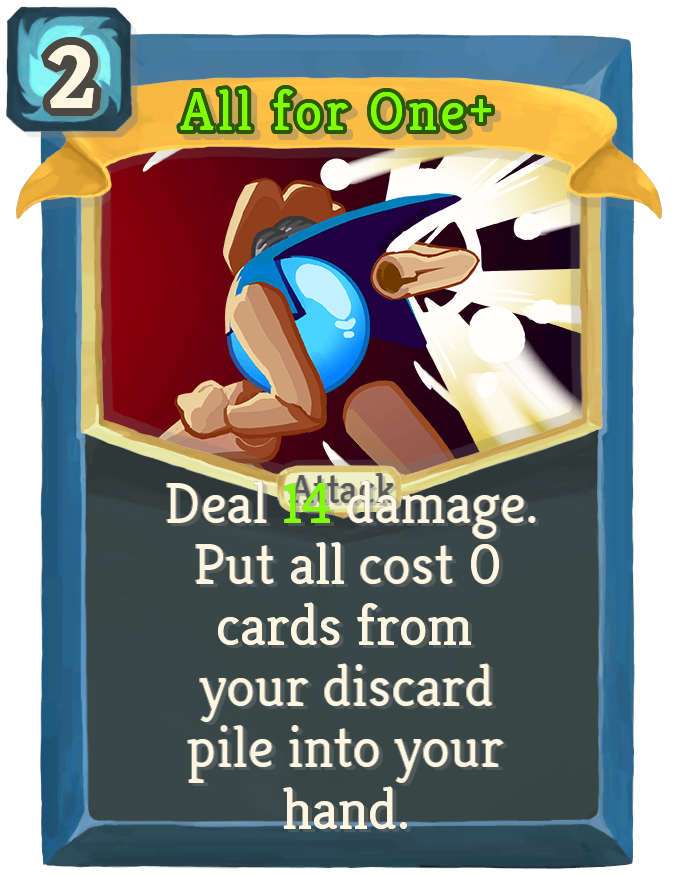 2
All for One+
Attack
Deal 14 damage.
Put all cost 0
cards from
your discard
pile into your
hand.